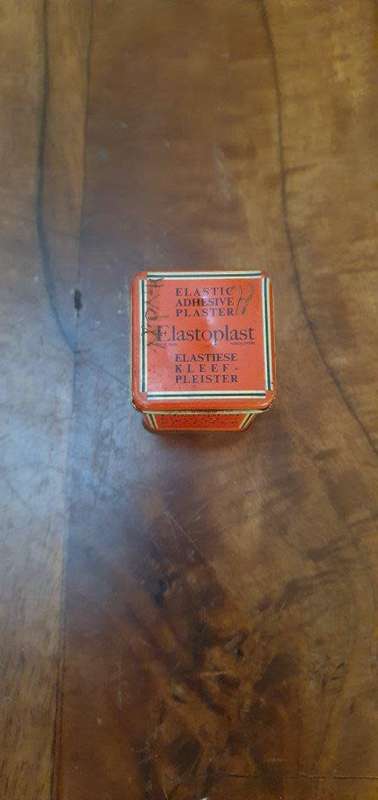 ELASTIC
ADHESIVE
PLASTER
Elastoplast
ELASTIESE
KLEEF-
PLEISTER